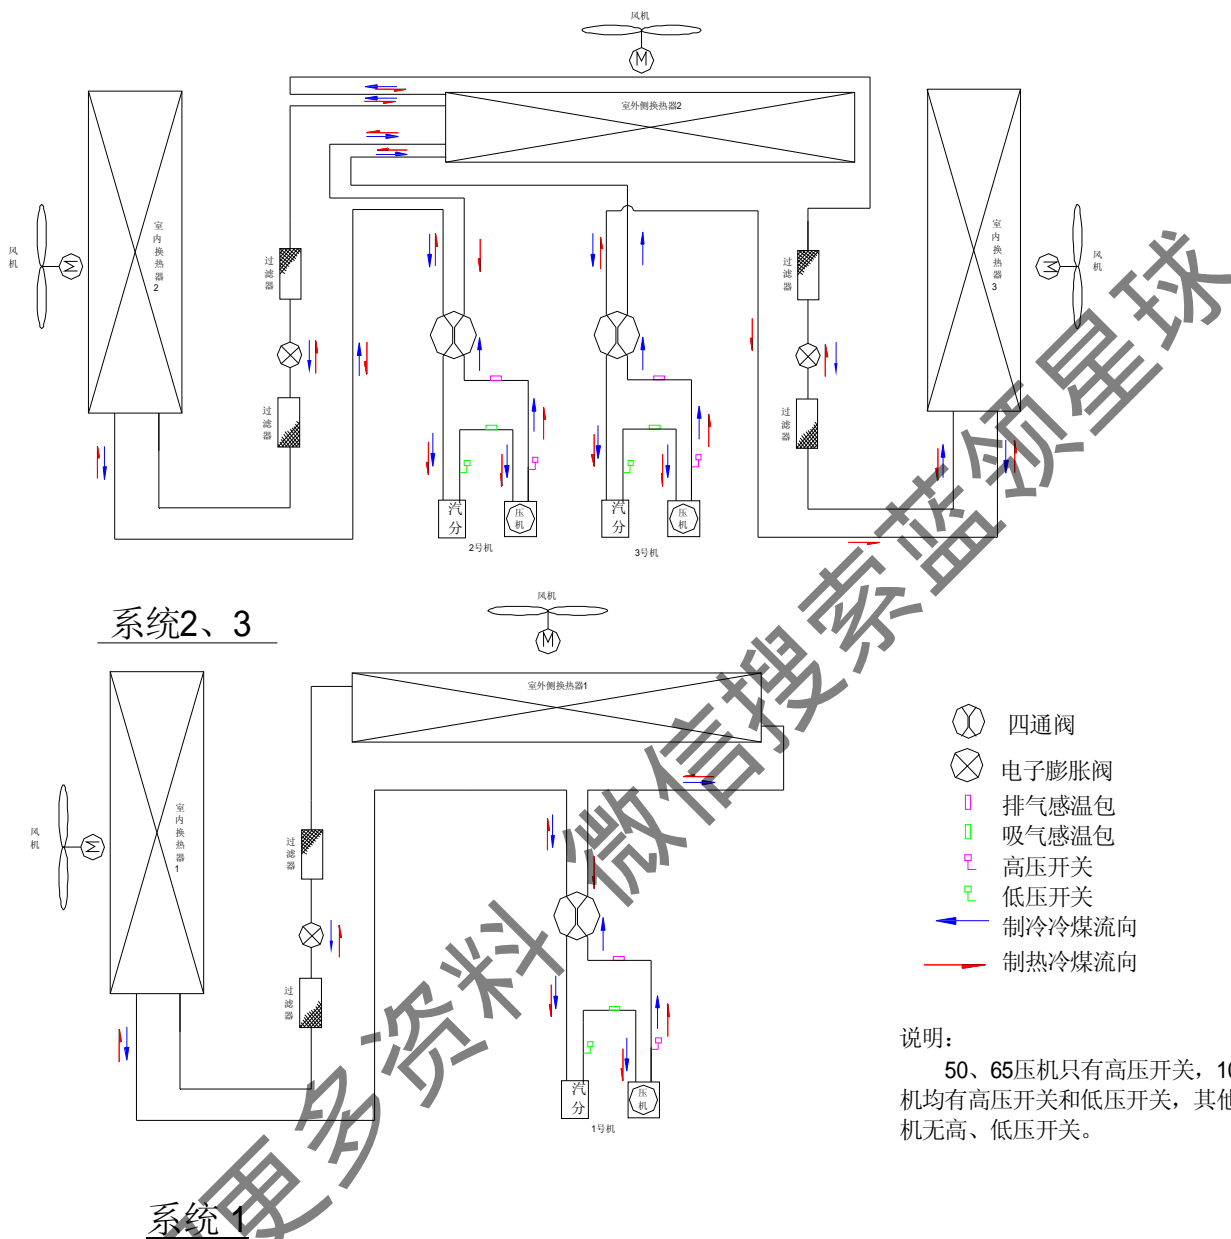 风机
M
室外侧换热器2
室内换热器2
室内换热器3
风机
M
过滤器
过滤器
M
风机
过滤器
过滤器
汽分
压机
汽分
压机
2号机
3号机
系统2、3
风机
M
室外侧换热器1
四通阀
电子膨胀阀
排气感温包
吸气感温包
高压开关
低压开关
制冷冷煤流向
制热冷煤流向
室内换热器1
风机
M
过滤器
过滤器
汽分
压机
1号机
说明：
50、65压机只有高压开关，10
机均有高压开关和低压开关，其他
机无高、低压开关。
系统 1
更多资料 微信搜索蓝领星球